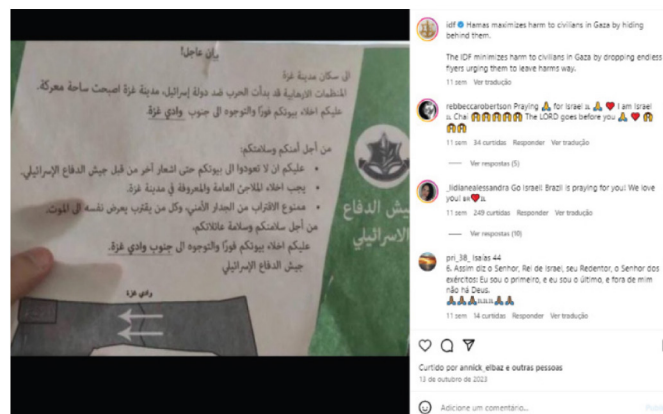 بيان عاجل!
الى سكان مدينة غزة
المنظمات الارهابية قد بدأت الحرب ضد دولة إسرائيل، مدينة غزة اصبحت ساحة معركة.
عليكم اخلاء بيوتكم فورًا والتوجه الى جنوب وادي غزة.
من أجل أمنكم وسلامتكم:
• عليكم ان لا تعودوا الى بيوتكم حتى اشعار آخر من قبل جيش الدفاع الإسرائيلي.
• يجب اخلاء الملاجئ العامة والمعروفة في مدينة غزة.
• ممنوع الاقتراب من الجدار الأمني، وكل من يقترب يعرض نفسه الى الموت.
من أجل سلامتكم وسلامة عائلاتكم،
عليكم اخلاء بيوتكم فورًا والتوجه الى جنوب وادي غزة.
جيش الدفاع الإسرائيلي
وادي غزة
جيش الدفاع
الاسرائيلي
idf Hamas maximizes harm to civilians in Gaza by hiding
behind them.
The IDF minimizes harm to civilians in Gaza by dropping endless
flyers urging them to leave harms way.
11 sem Ver tradução
rebbeccarobertson Praying 🙏 for Israel 🙏 ❤️ I am Israel
Chai The LORD goes before you 🙏 ❤️
11 sem 34 curtidas Responder Ver tradução
Ver respostas (5)
_lidianealessandra Go Israel! Brazil is praying for you! We love
you!
11 sem 249 curtidas Responder Ver tradução
Ver respostas (10)
pri_38_ Isaías 44
6. Assim diz o Senhor, Rei de Israel, seu Redentor, o Senhor dos
exércitos: Eu sou o primeiro, e eu sou o último, e fora de mim
não há Deus.
11 sem 14 curtidas Responder Ver tradução
Curtido por annick_elbaz e outras pessoas
13 de outubro de 2023
Adicione um comentário...